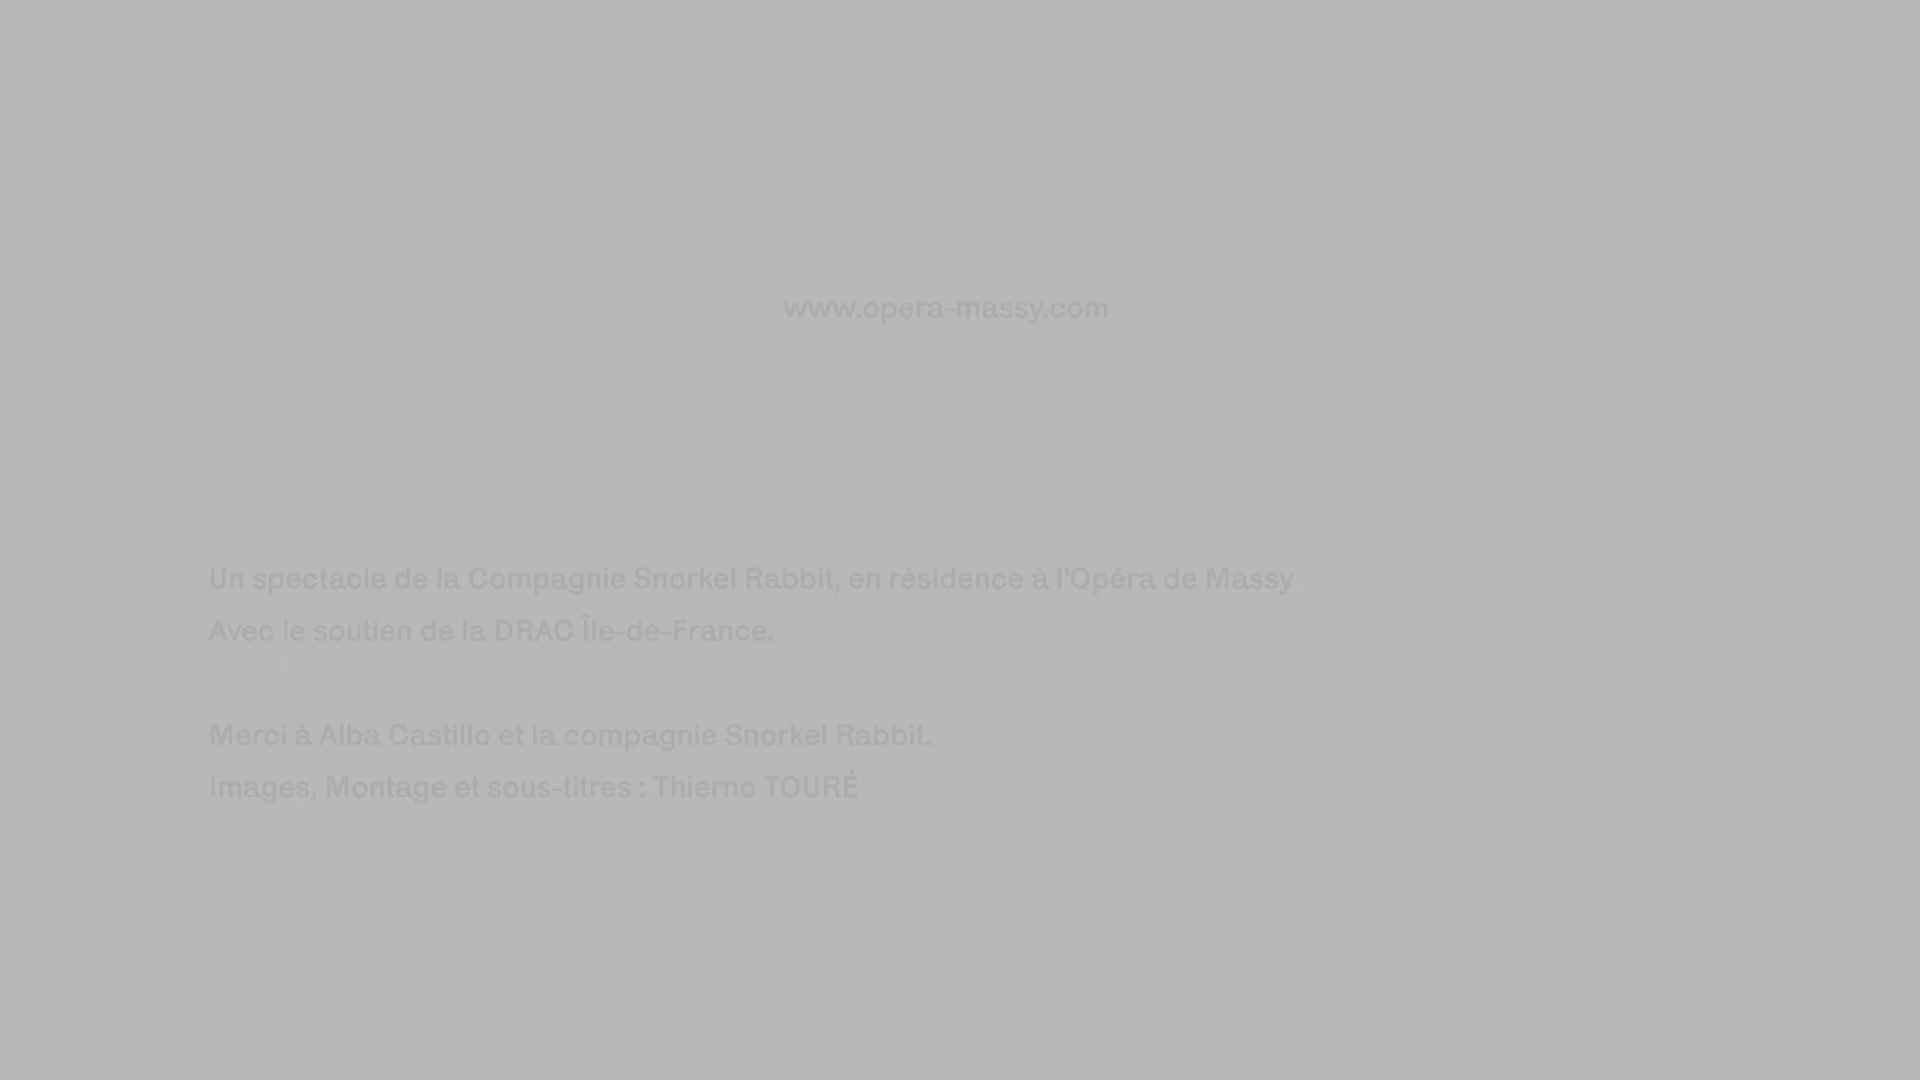 www.opera-massy.com
Un spectacle de la Compagnie Snorkel Rabbit, en résidence à l’Opéra de Massy
Avec le soutien de la DRAC Île-de-France.
Merci à Alba Castillo et la compagnie Snorkel Rabbit.
Images, Montage et sous-titres : Thierno TOURÉ